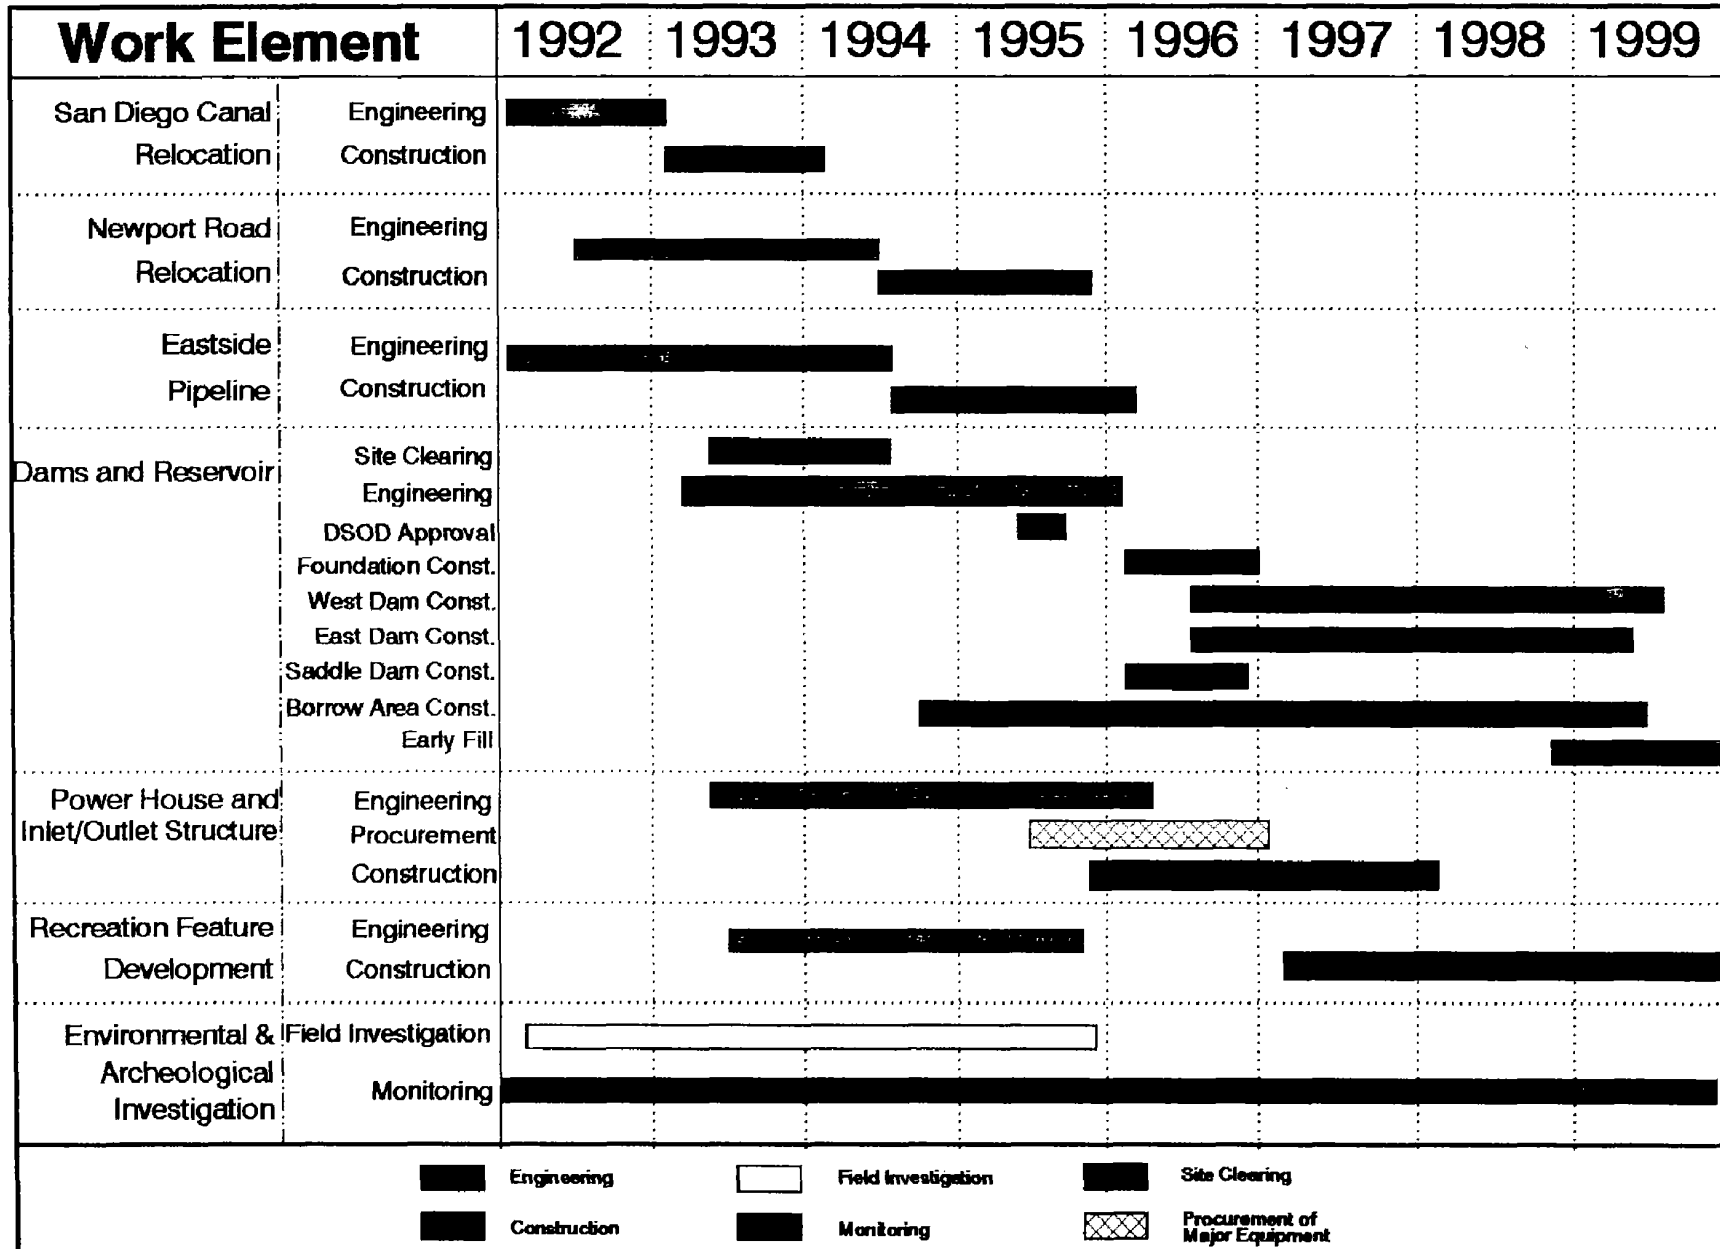 Work Element 1992 1993 1994 1995 1996 1997 1998 1999
San Diego Canal Engineering
Relocation Construction
Newport Road Engineering
Relocation Construction
Eastside Engineering
Pipeline Construction
Site Clearing
Dams and Reservoir
Engineering
DSOD Approval
Foundation Const.
West Dam Const.
East Dam Const.
Saddle Dam Const.
Borrow Area Const.
Early Fill
Power House and Engineering
Inlet/Outlet Structure Procurement
Construction
Recreation Feature Engineering
Development Construction
Environmental & Field Investigation
Archeological
Monitoring
Investigation
Engineering Field Investigation Site Clearing
Construction Monitoring Procurement of
Major Equipment